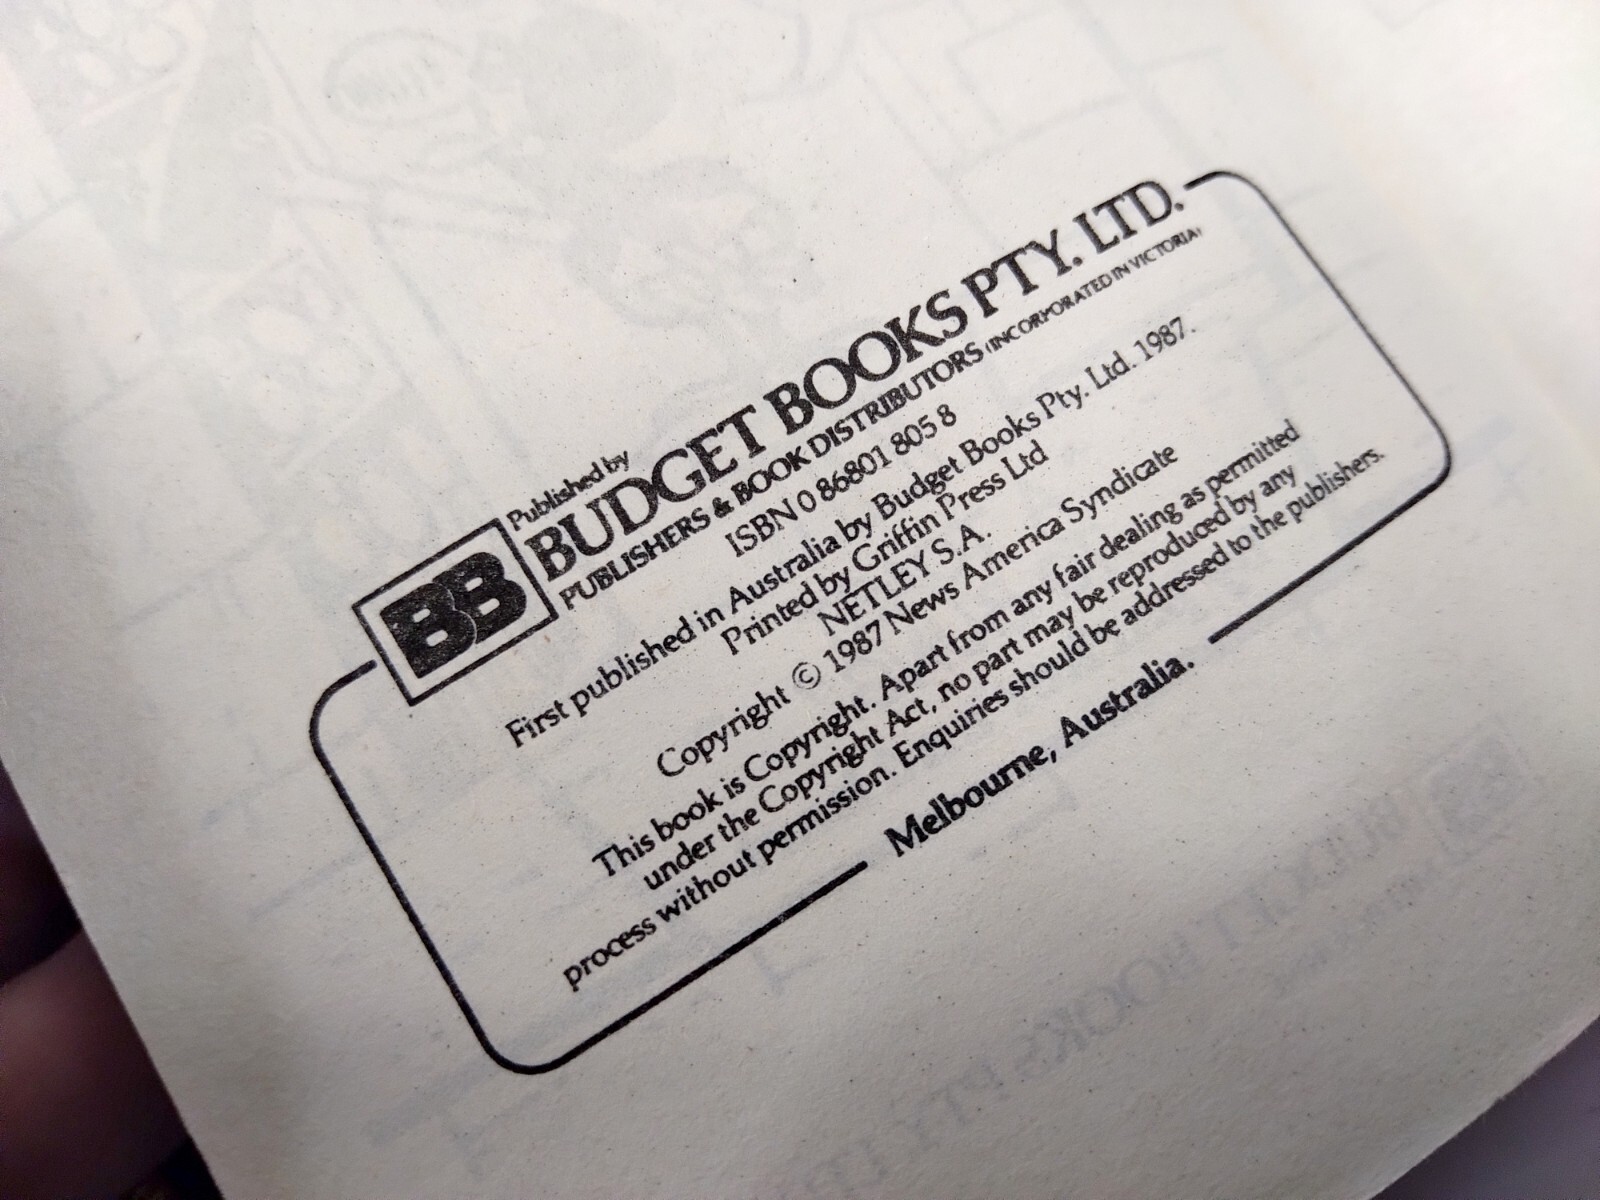 Published by
BB
BUDGET BOOKS PTY. LTD.
PUBLISHERS & BOOK DISTRIBUTORS (INCORPORATED IN VICTORIA)
ISBN 0 86801 805 8
First published in Australia by Budget Books Pty. Ltd. 1987.
Printed by Griffin Press Ltd
NETLEY S.A.
Copyright © 1987 News America Syndicate
This book is Copyright. Apart from any fair dealing as permitted
under the Copyright Act, no part may be reproduced by any
process without permission. Enquiries should be addressed to the publishers.
Melbourne, Australia.